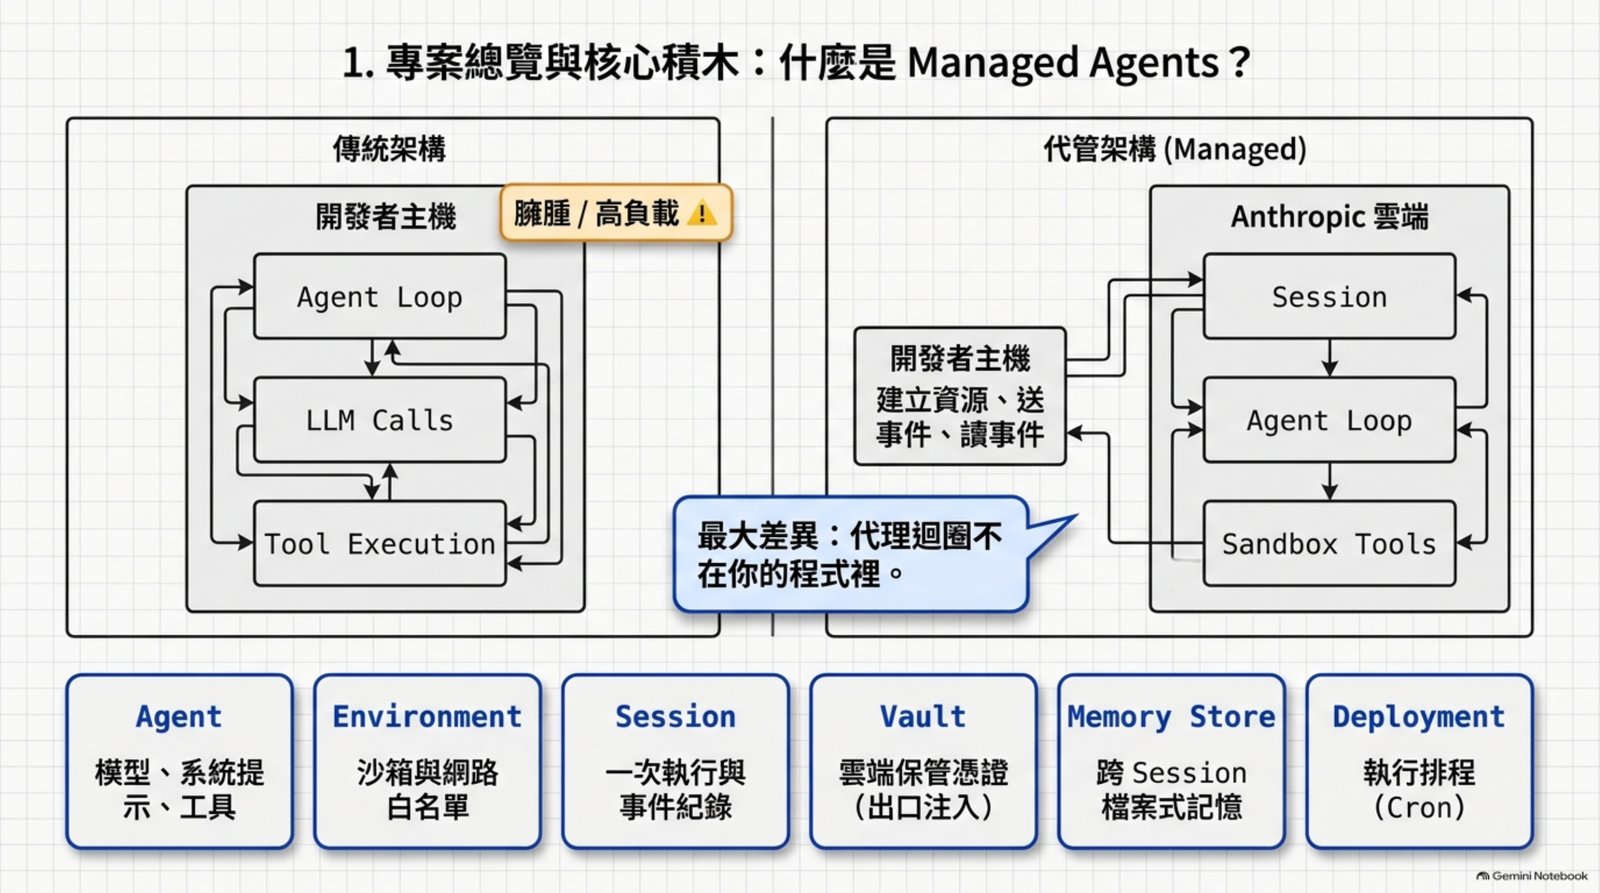 1. 專案總覽與核心積木：什麼是 Managed Agents？
傳統架構
開發者主機
臃腫 / 高負載
Agent Loop
LLM Calls
Tool Execution
代管架構 (Managed)
Anthropic 雲端
Session
Agent Loop
Sandbox Tools
開發者主機
建立資源、送
事件、讀事件
最大差異：代理迴圈不
在你的程式裡。
Agent
模型、系統提
示、工具
Environment
沙箱與網路
白名單
Session
一次執行與
事件紀錄
Vault
雲端保管憑證
（出口注入）
Memory Store
跨 Session
檔案式記憶
Deployment
執行排程
（Cron）
Gemini Notebook